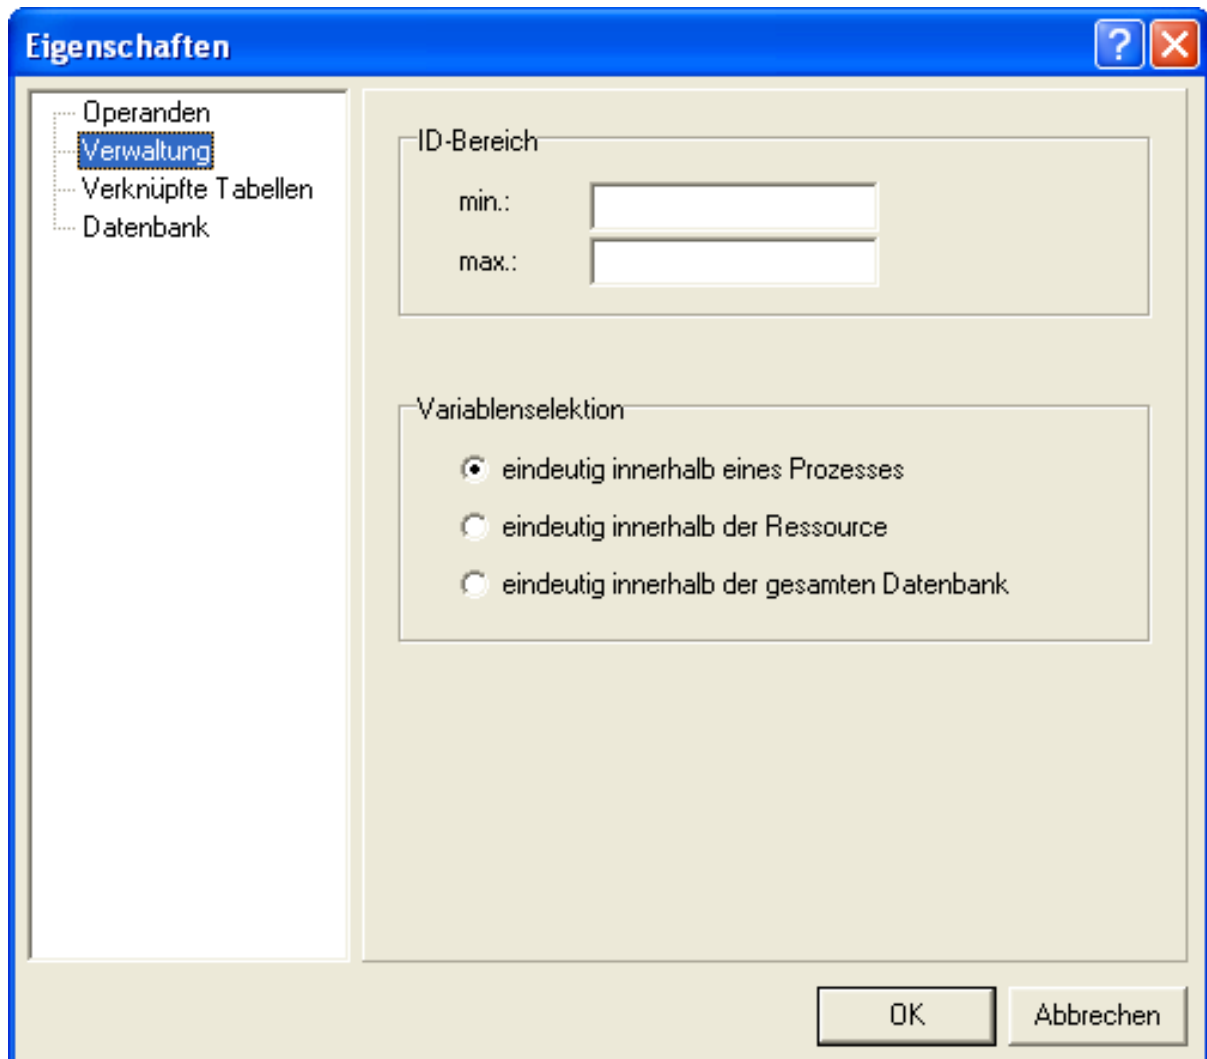 Eigenschaften
Operanden
Verwaltung
Verknüpfte Tabellen
Datenbank
ID-Bereich
min.:
max.:
Variablenselektion
eindeutig innerhalb eines Prozesses
eindeutig innerhalb der Ressource
eindeutig innerhalb der gesamten Datenbank
OK
Abbrechen